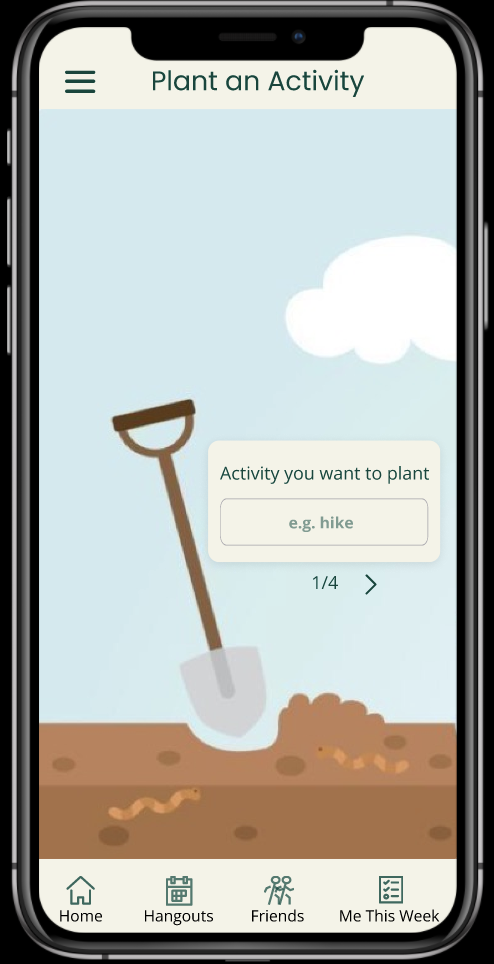 Plant an Activity
Activity you want to plant
e.g. hike
1/4
Home Hangouts Friends Me This Week